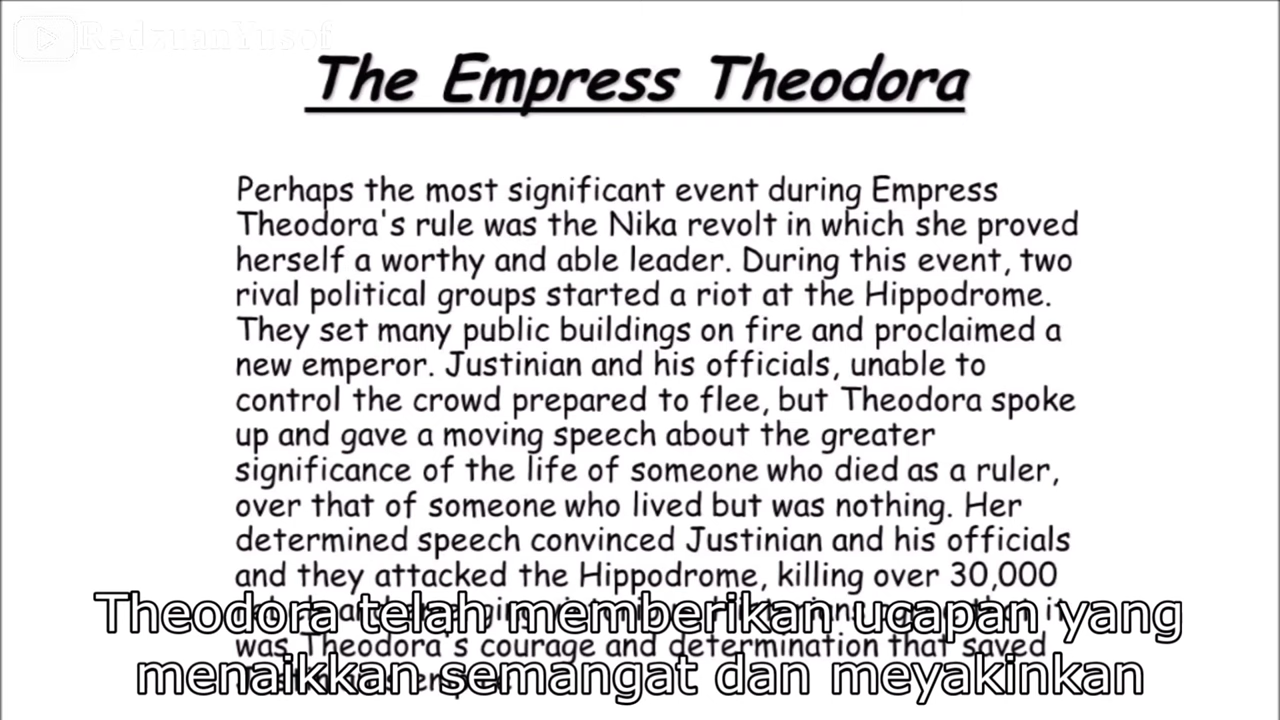 RedzuanYusof
The Empress Theodora
Perhaps the most significant event during Empress
Theodora's rule was the Nika revolt in which she proved
herself a worthy and able leader. During this event, two
rival political groups started a riot at the Hippodrome.
They set many public buildings on fire and proclaimed a
new emperor. Justinian and his officials, unable to
control the crowd prepared to flee, but Theodora spoke
up and gave a moving speech about the greater
significance of the life of someone who died as a ruler,
over that of someone who lived but was nothing. Her
determined speech convinced Justinian and his officials
and they attacked the Hippodrome, killing over 30,000
it
was Theodora's courage and determination that saved
Theodora telah memberikan ucapan yang
menaikkan semangat dan meyakinkan